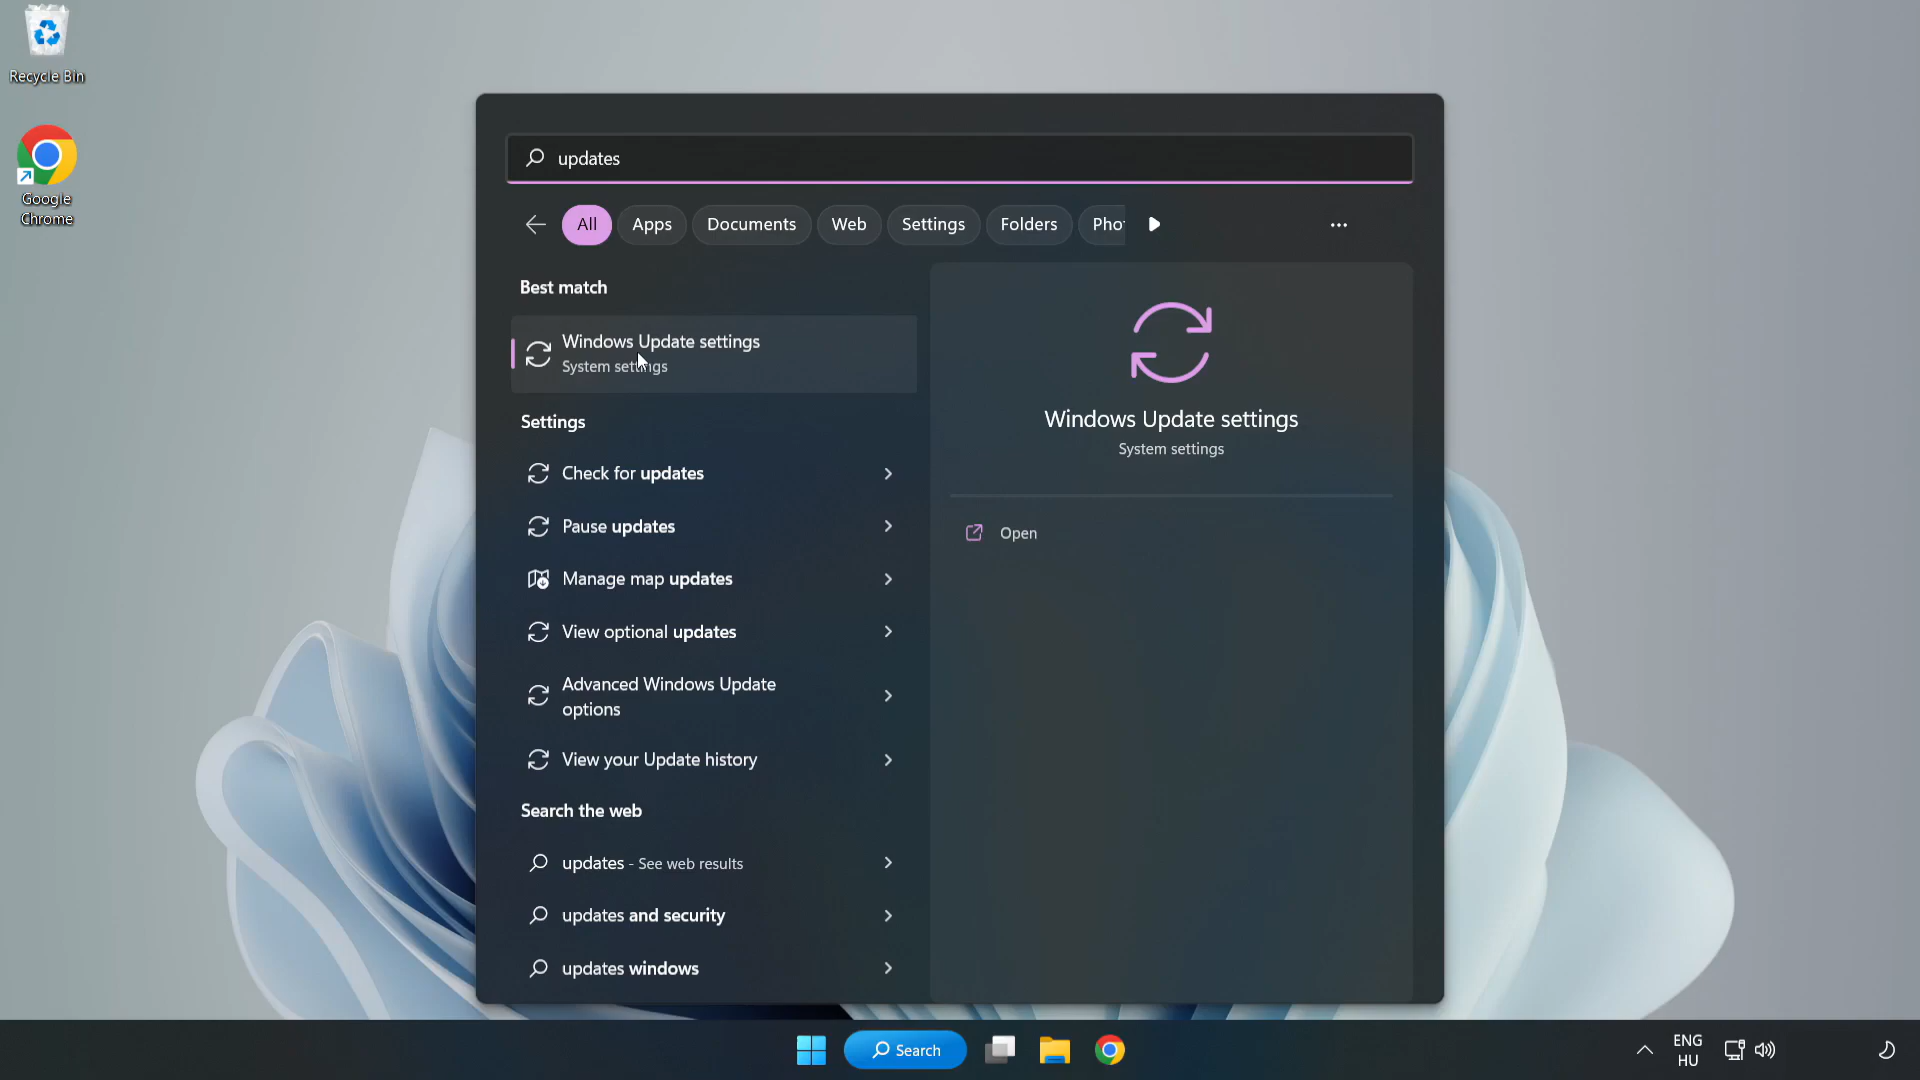 Recycle Bin
Google
Chrome
updates
All
Apps
Documents
Web
Settings
Folders
Best match
Windows Update settings
System settings
Settings
Check for updates
Pause updates
Manage map updates
View optional updates
Advanced Windows Update
options
View your Update history
Search the web
updates - See web results
updates and security
updates windows
Windows Update settings
System settings
Open
Search
ENG
HU